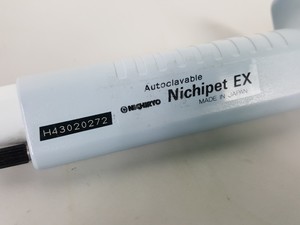 Autoclavable
NICHIRYO Nichipet EX
MADE IN JAPAN
H43020272